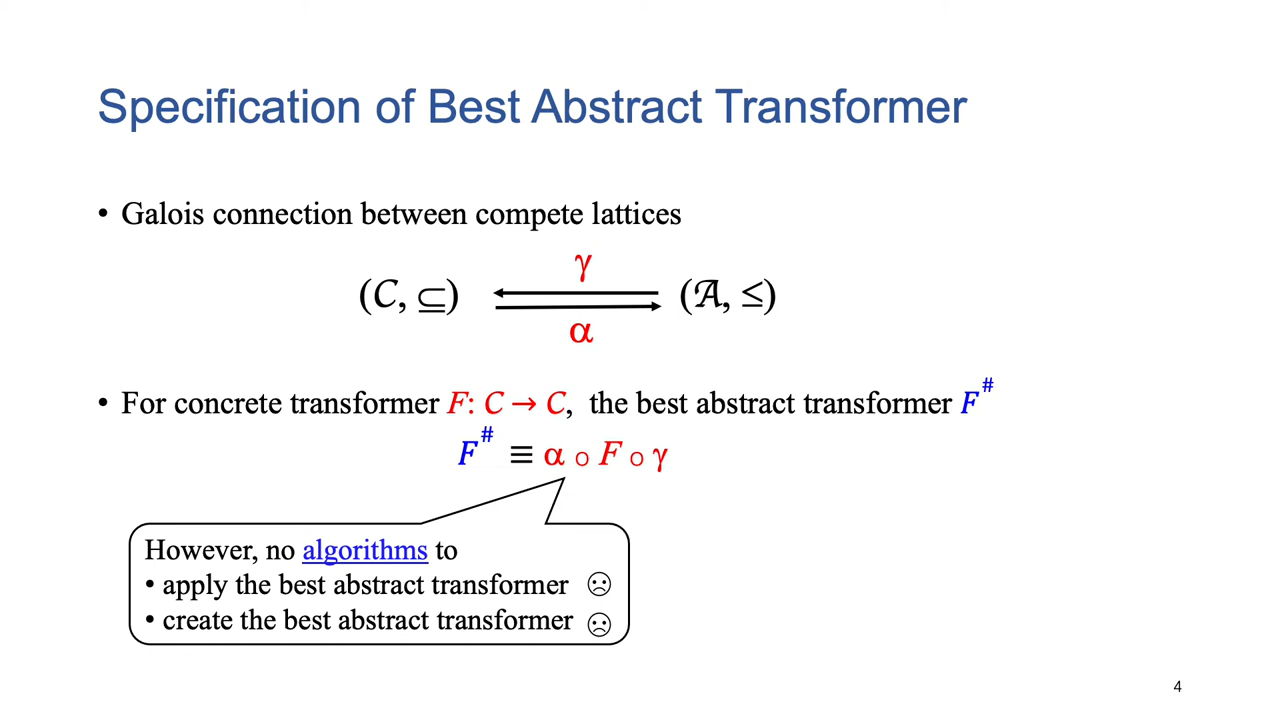 Specification of Best Abstract Transformer
• Galois connection between compete lattices
γ
(C, ⊆) (𝒜, ≤)
α
• For concrete transformer F: C → C, the best abstract transformer F#
F# ≡ α o F o γ
However, no algorithms to
• apply the best abstract transformer ☹
• create the best abstract transformer ☹
4